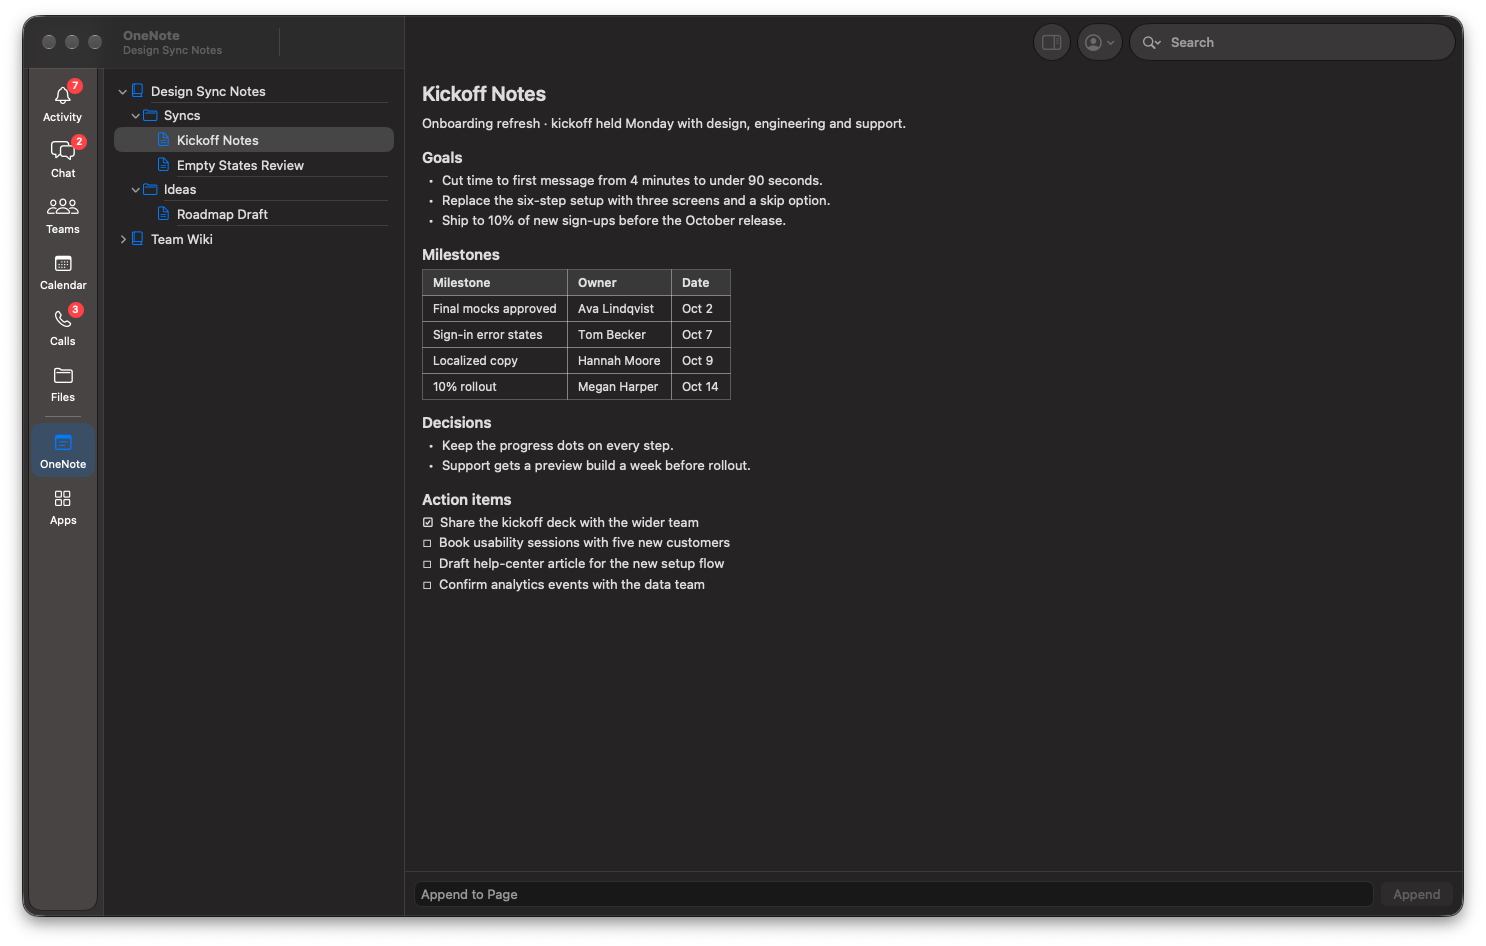 OneNote
Design Sync Notes
Search
7
Activity
2
Chat
Teams
Calendar
3
Calls
Files
OneNote
Apps
Design Sync Notes
Syncs
Kickoff Notes
Empty States Review
Ideas
Roadmap Draft
Team Wiki
Kickoff Notes
Onboarding refresh · kickoff held Monday with design, engineering and support.
Goals
• Cut time to first message from 4 minutes to under 90 seconds.
• Replace the six-step setup with three screens and a skip option.
• Ship to 10% of new sign-ups before the October release.
Milestones
Milestone Owner Date
Final mocks approved Ava Lindqvist Oct 2
Sign-in error states Tom Becker Oct 7
Localized copy Hannah Moore Oct 9
10% rollout Megan Harper Oct 14
Decisions
• Keep the progress dots on every step.
• Support gets a preview build a week before rollout.
Action items
☑ Share the kickoff deck with the wider team
☐ Book usability sessions with five new customers
☐ Draft help-center article for the new setup flow
☐ Confirm analytics events with the data team
Append to Page
Append